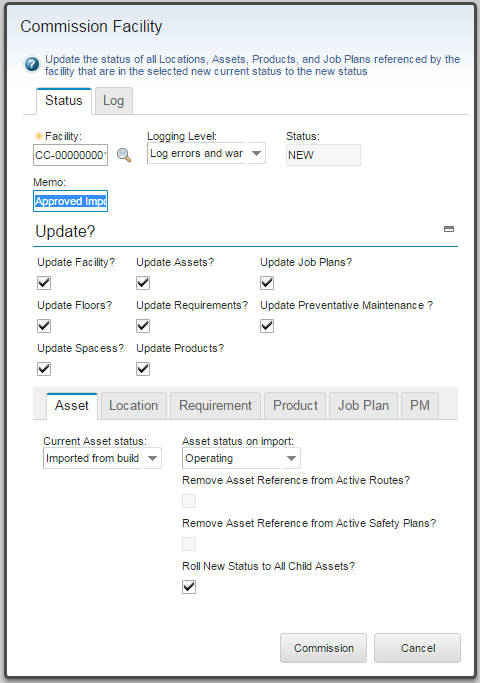 Commission Facility
Update the status of all Locations, Assets, Products, and Job Plans referenced by the
facility that are in the selected new current status to the new status
Status Log
Facility: Logging Level: Status:
CC-00000000 Log errors and war NEW
Memo:
Approved Impo
Update?
Update Facility? Update Assets? Update Job Plans?
Update Floors? Update Requirements? Update Preventative Maintenance ?
Update Spacess? Update Products?
Asset Location Requirement Product Job Plan PM
Current Asset status: Asset status on import:
Imported from build Operating
Remove Asset Reference from Active Routes?
Remove Asset Reference from Active Safety Plans?
Roll New Status to All Child Assets?
Commission Cancel